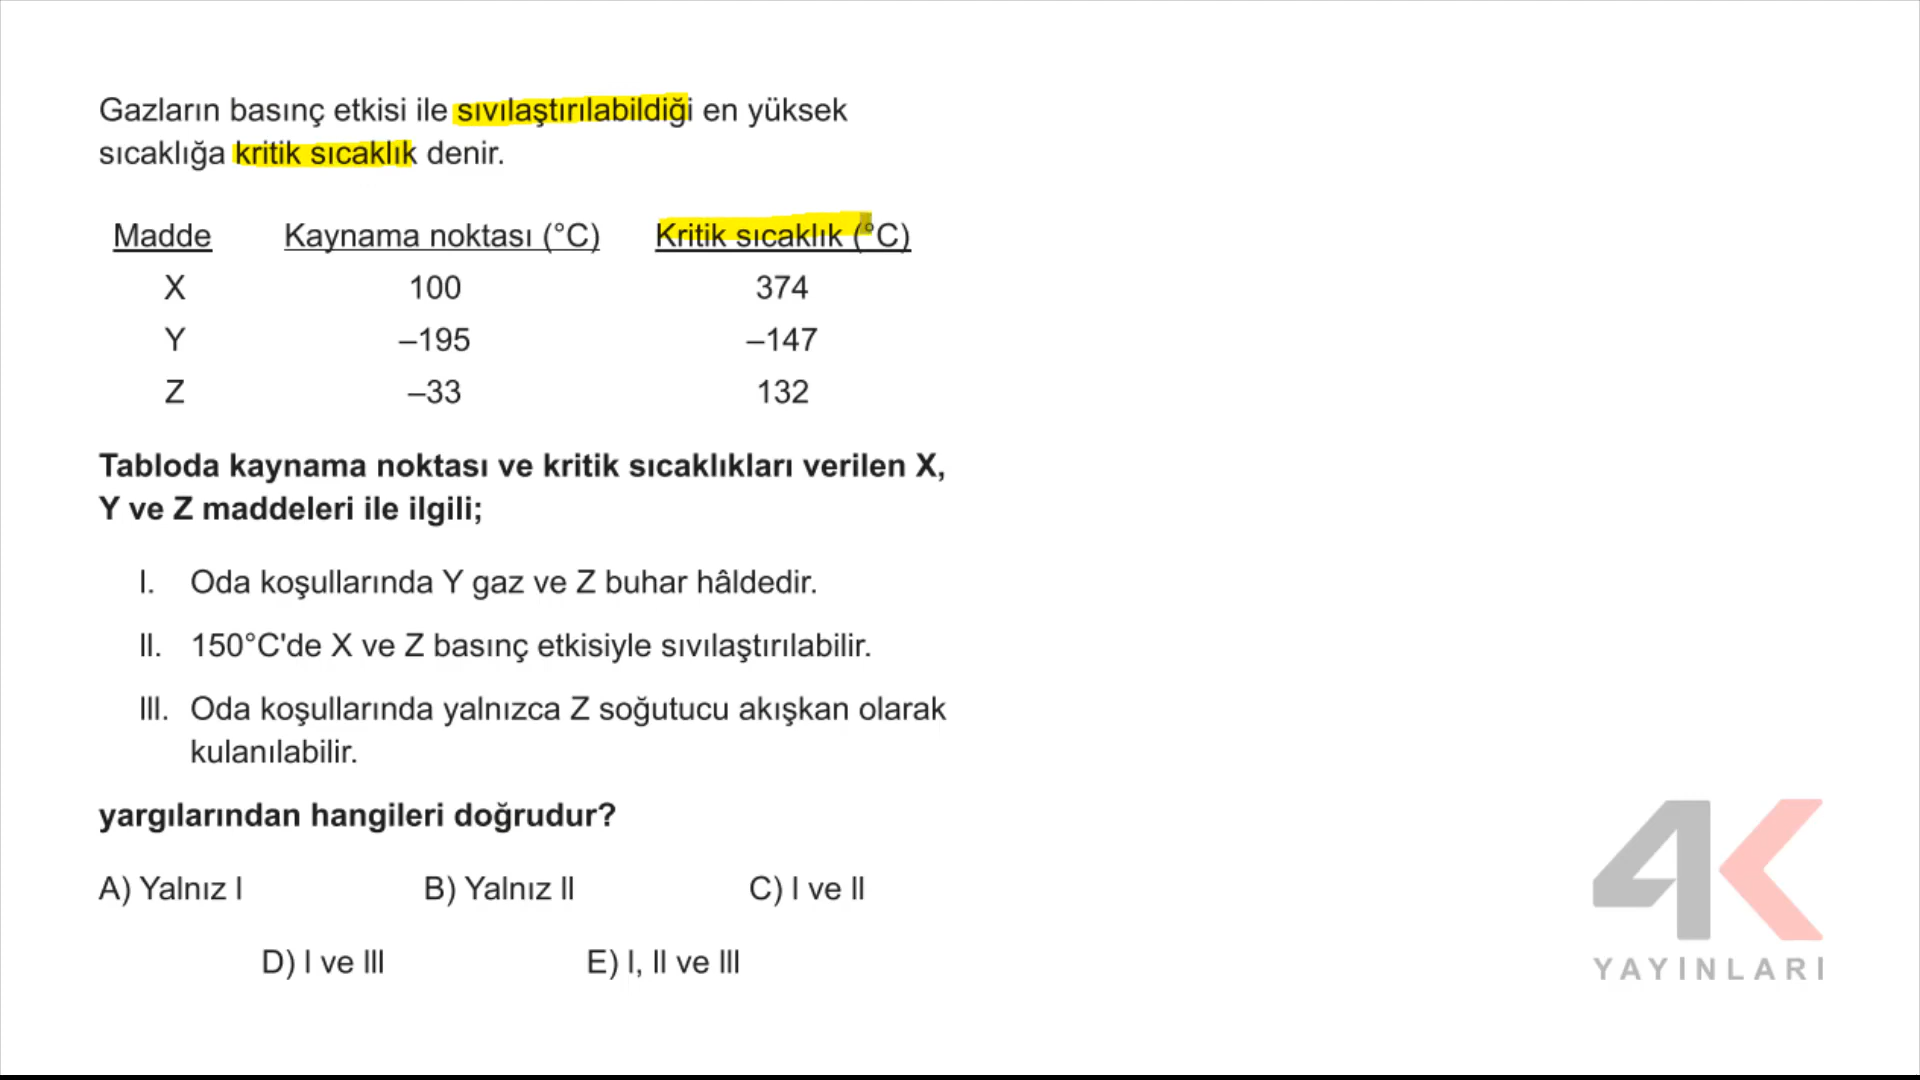 Gazların basınç etkisi ile sıvılaştırılabildiği en yüksek
sıcaklığa kritik sıcaklık denir.
Madde Kaynama noktası (°C) Kritik sıcaklık (°C)
X 100 374
Y –195 –147
Z –33 132
Tabloda kaynama noktası ve kritik sıcaklıkları verilen X,
Y ve Z maddeleri ile ilgili;
I. Oda koşullarında Y gaz ve Z buhar hâldedir.
II. 150°C'de X ve Z basınç etkisiyle sıvılaştırılabilir.
III. Oda koşullarında yalnızca Z soğutucu akışkan olarak
kulanılabilir.
yargılarından hangileri doğrudur?
A) Yalnız I B) Yalnız II C) I ve II
D) I ve III E) I, II ve III
4K
YAYINLARI